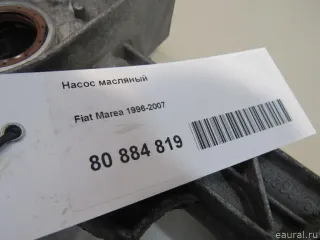 Насос масляный
Fiat Marea 1996-2007
80 884 819
eaural.ru